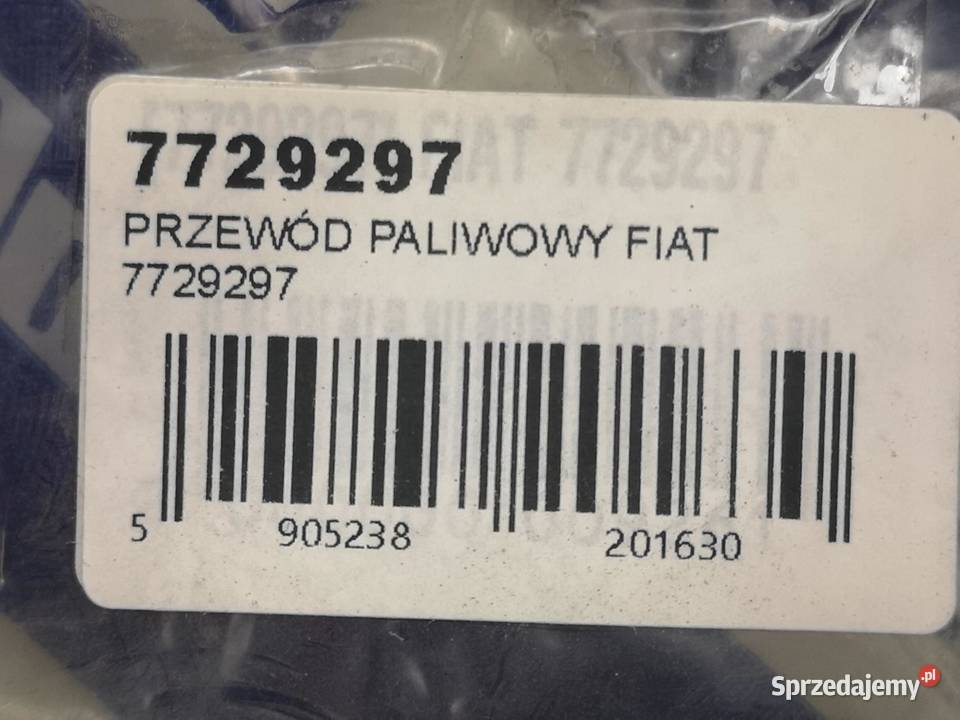 7729297
PRZEWÓD PALIWOWY FIAT
7729297
5 905238 201630
Sprzedajemy.pl